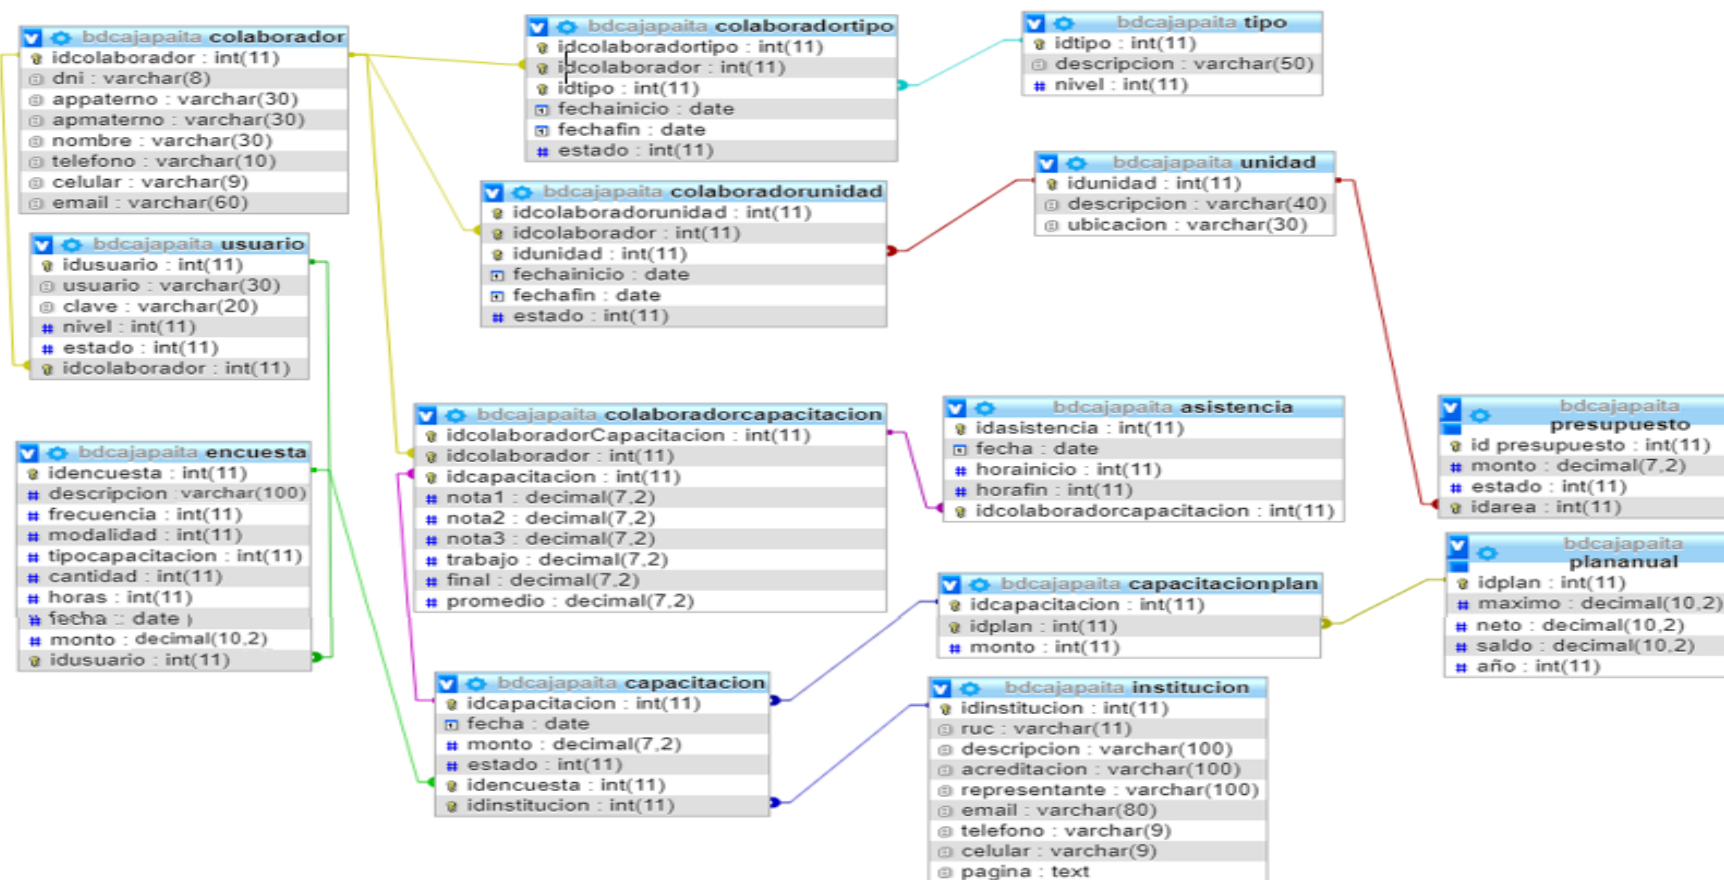 bdcajapaita colaborador
idcolaborador : int(11)
dni : varchar(8)
appaterno : varchar(30)
apmaterno : varchar(30)
nombre : varchar(30)
telefono : varchar(10)
celular : varchar(9)
email : varchar(60)
bdcajapaita colaboradortipo
idcolaboradortipo : int(11)
idcolaborador : int(11)
idtipo : int(11)
fechainicio : date
fechafin : date
estado : int(11)
bdcajapaita tipo
idtipo : int(11)
descripcion : varchar(50)
nivel : int(11)
bdcajapaita colaboradorunidad
idcolaboradorunidad : int(11)
idcolaborador : int(11)
idunidad : int(11)
fechainicio : date
fechafin : date
estado : int(11)
bdcajapaita unidad
idunidad : int(11)
descripcion : varchar(40)
ubicacion : varchar(30)
bdcajapaita usuario
idusuario : int(11)
usuario : varchar(30)
clave : varchar(20)
nivel : int(11)
estado : int(11)
idcolaborador : int(11)
bdcajapaita colaboradorcapacitacion
idcolaboradorCapacitacion : int(11)
idcolaborador : int(11)
idcapacitacion : int(11)
nota1 : decimal(7,2)
nota2 : decimal(7,2)
nota3 : decimal(7,2)
trabajo : decimal(7,2)
final : decimal(7,2)
promedio : decimal(7,2)
bdcajapaita asistencia
idasistencia : int(11)
fecha : date
horainicio : int(11)
horafin : int(11)
idcolaboradorcapacitacion : int(11)
bdcajapaita
presupuesto
id presupuesto : int(11)
monto : decimal(7,2)
estado : int(11)
idarea : int(11)
bdcajapaita encuesta
idencuesta : int(11)
descripcion : varchar(100)
frecuencia : int(11)
modalidad : int(11)
tipocapacitacion : int(11)
cantidad : int(11)
horas : int(11)
fecha :: date )
monto : decimal(10,2)
idusuario : int(11)
bdcajapaita capacitacionplan
idcapacitacion : int(11)
idplan : int(11)
monto : int(11)
bdcajapaita
plananual
idplan : int(11)
maximo : decimal(10,2)
neto : decimal(10,2)
saldo : decimal(10,2)
año : int(11)
bdcajapaita capacitacion
idcapacitacion : int(11)
fecha : date
monto : decimal(7,2)
estado : int(11)
idencuesta : int(11)
idinstitucion : int(11)
bdcajapaita institucion
idinstitucion : int(11)
ruc : varchar(11)
descripcion : varchar(100)
acreditacion : varchar(100)
representante : varchar(100)
email : varchar(80)
telefono : varchar(9)
celular : varchar(9)
pagina : text